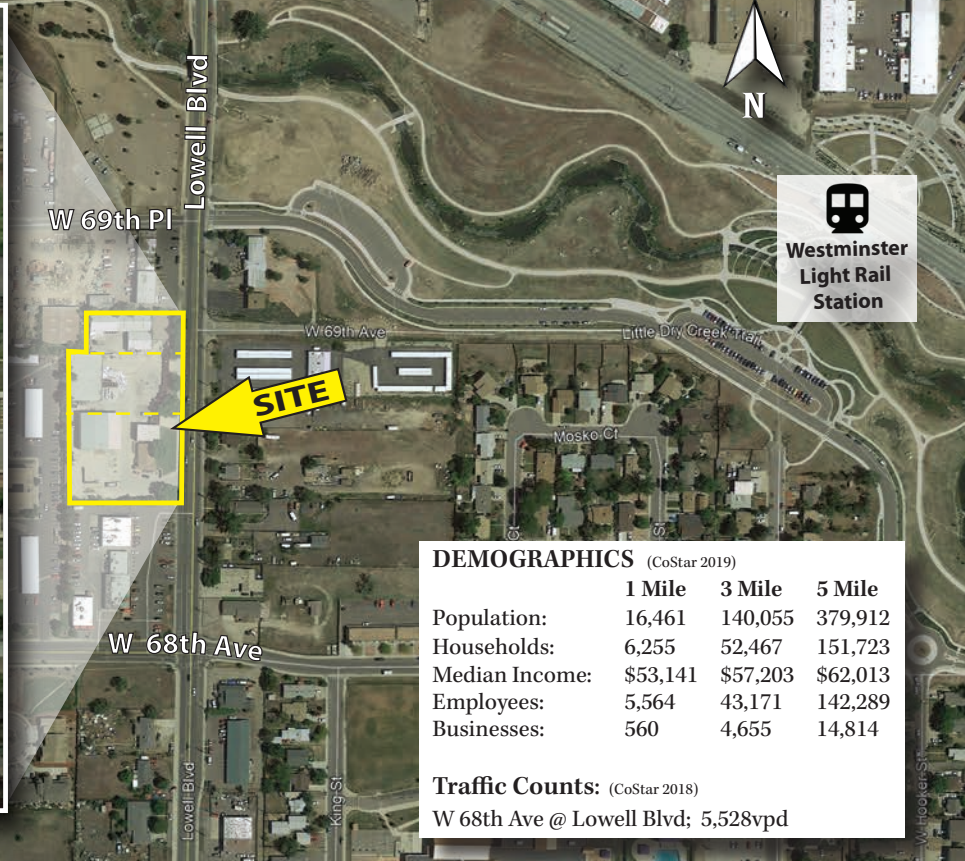 Lowell Blvd
N
W 69th Pl
Westminster
Light Rail
Station
W 69th Ave
Little Dry Creek Trail
SITE
Mosko Ct
Ct
St
W 68th Ave
Lowell Blvd
King St
W Hooker St
DEMOGRAPHICS (CoStar 2019)
1 Mile 3 Mile 5 Mile
Population: 16,461 140,055 379,912
Households: 6,255 52,467 151,723
Median Income: $53,141 $57,203 $62,013
Employees: 5,564 43,171 142,289
Businesses: 560 4,655 14,814
Traffic Counts: (CoStar 2018)
W 68th Ave @ Lowell Blvd; 5,528vpd